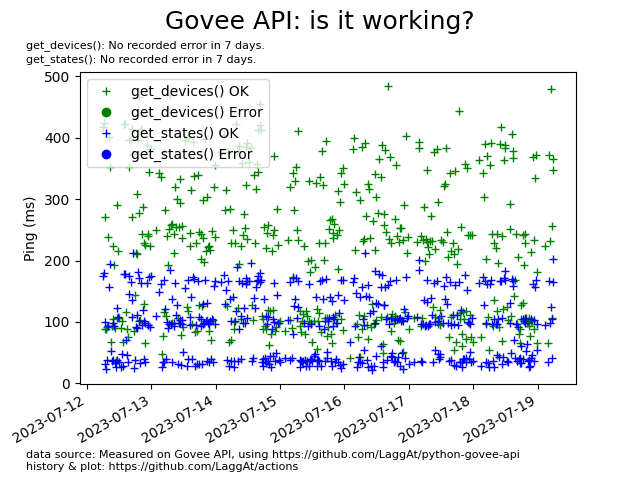 Govee API: is it working?
get_devices(): No recorded error in 7 days.
get_states(): No recorded error in 7 days.
get_devices() OK
get_devices() Error
get_states() OK
get_states() Error
Ping (ms)
500
400
300
200
100
0
2023-07-12
2023-07-13
2023-07-14
2023-07-15
2023-07-16
2023-07-17
2023-07-18
2023-07-19
data source: Measured on Govee API, using https://github.com/LaggAt/python-govee-api
history & plot: https://github.com/LaggAt/actions